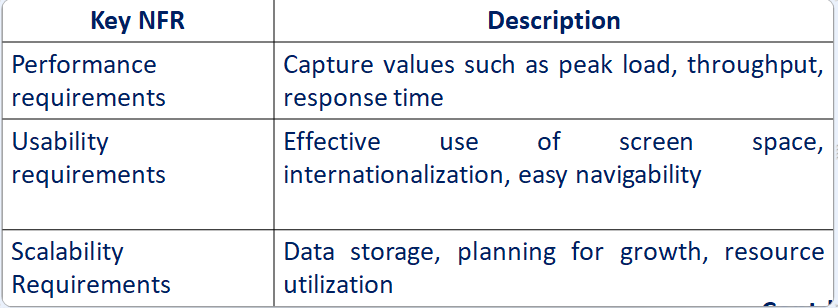 Key NFR
Description
Performance
requirements
Capture values such as peak load, throughput,
response time
Usability
requirements
Effective use of screen space,
internationalization, easy navigability
Scalability
Requirements
Data storage, planning for growth, resource
utilization